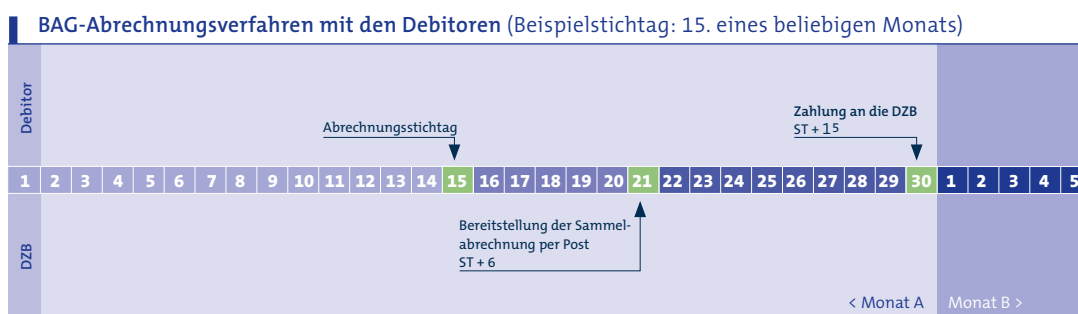 BAG-Abrechnungsverfahren mit den Debitoren (Beispielstichtag: 15. eines beliebigen Monats)
Debitor
Abrechnungsstichtag
Zahlung an die DZB
ST + 15
1 2 3 4 5 6 7 8 9 10 11 12 13 14 15 16 17 18 19 20 21 22 23 24 25 26 27 28 29 30 1 2 3 4 5
DZB
Bereitstellung der Sammel-
abrechnung per Post
ST + 6
< Monat A
Monat B >